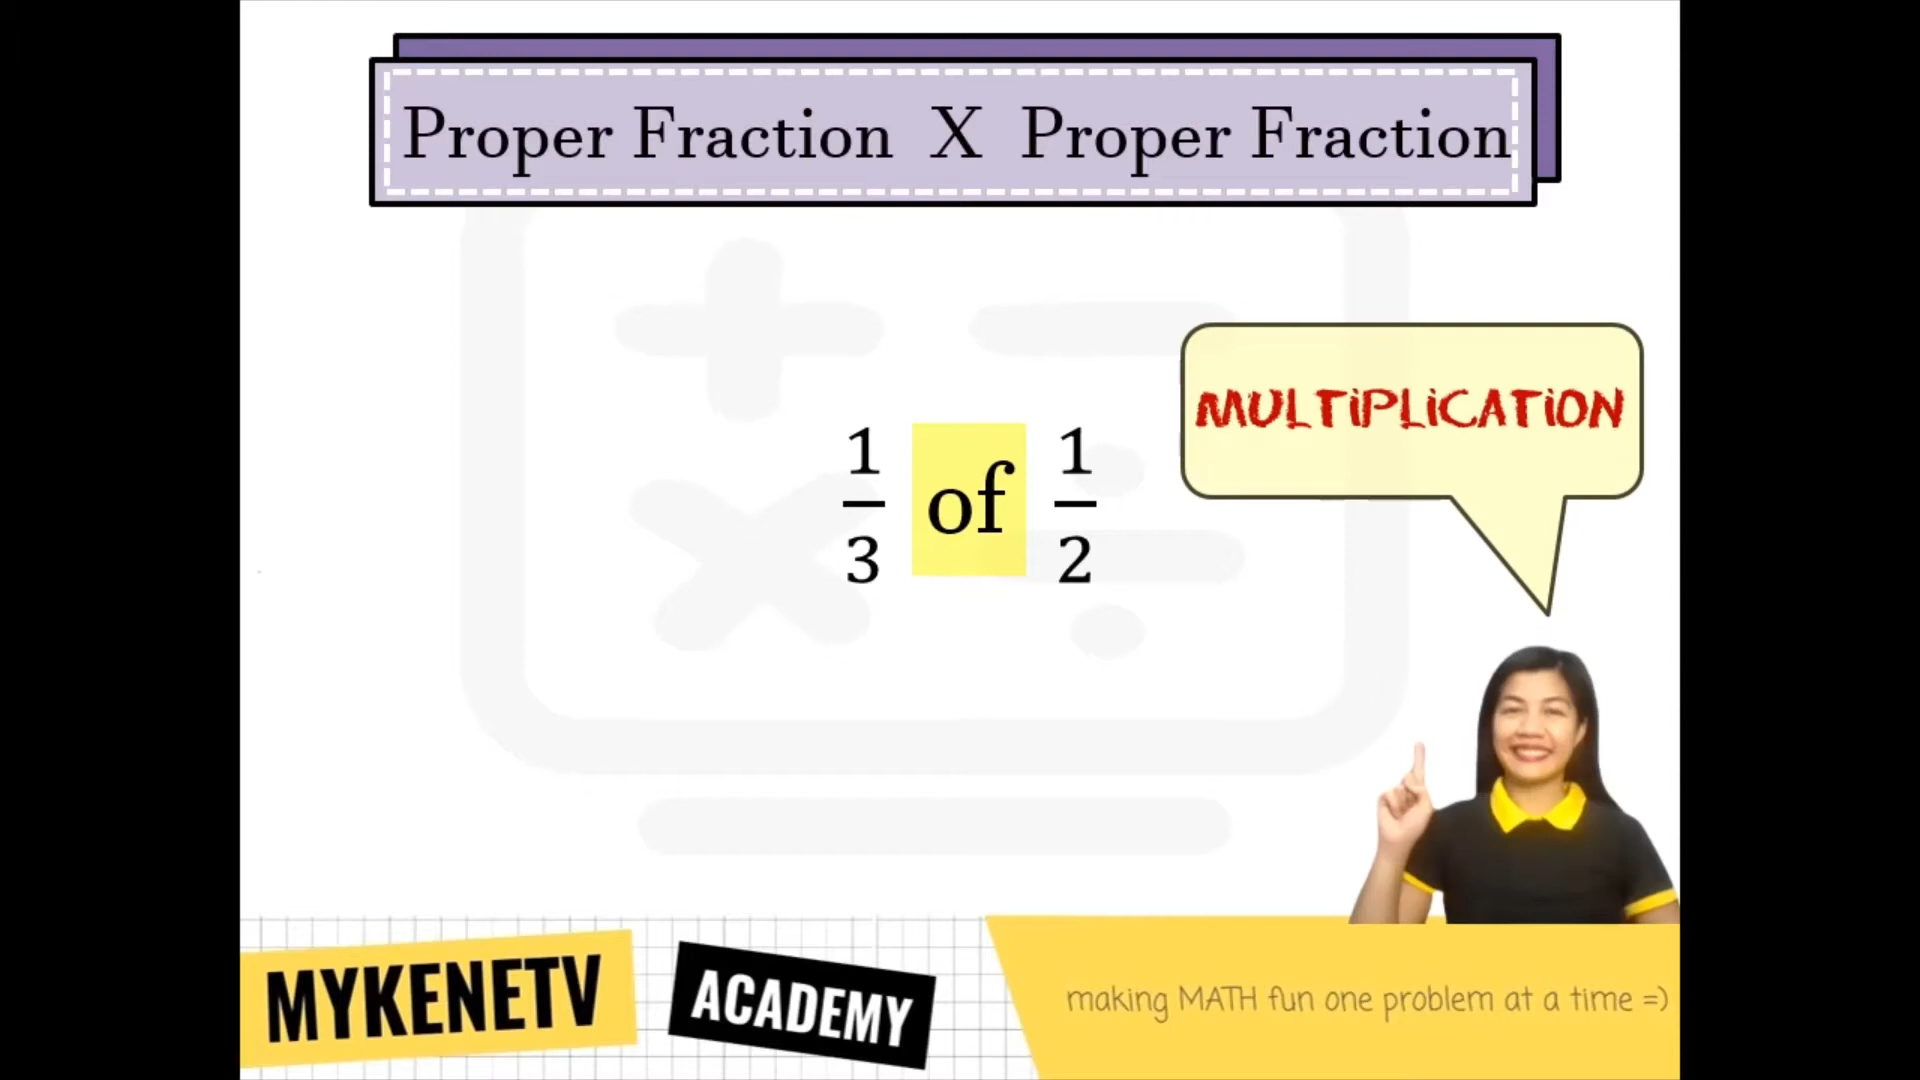 Proper Fraction X Proper Fraction
MULTiPLiCATiON
1/3 of 1/2
MYKENETV ACADEMY
making MATH fun one problem at a time =)